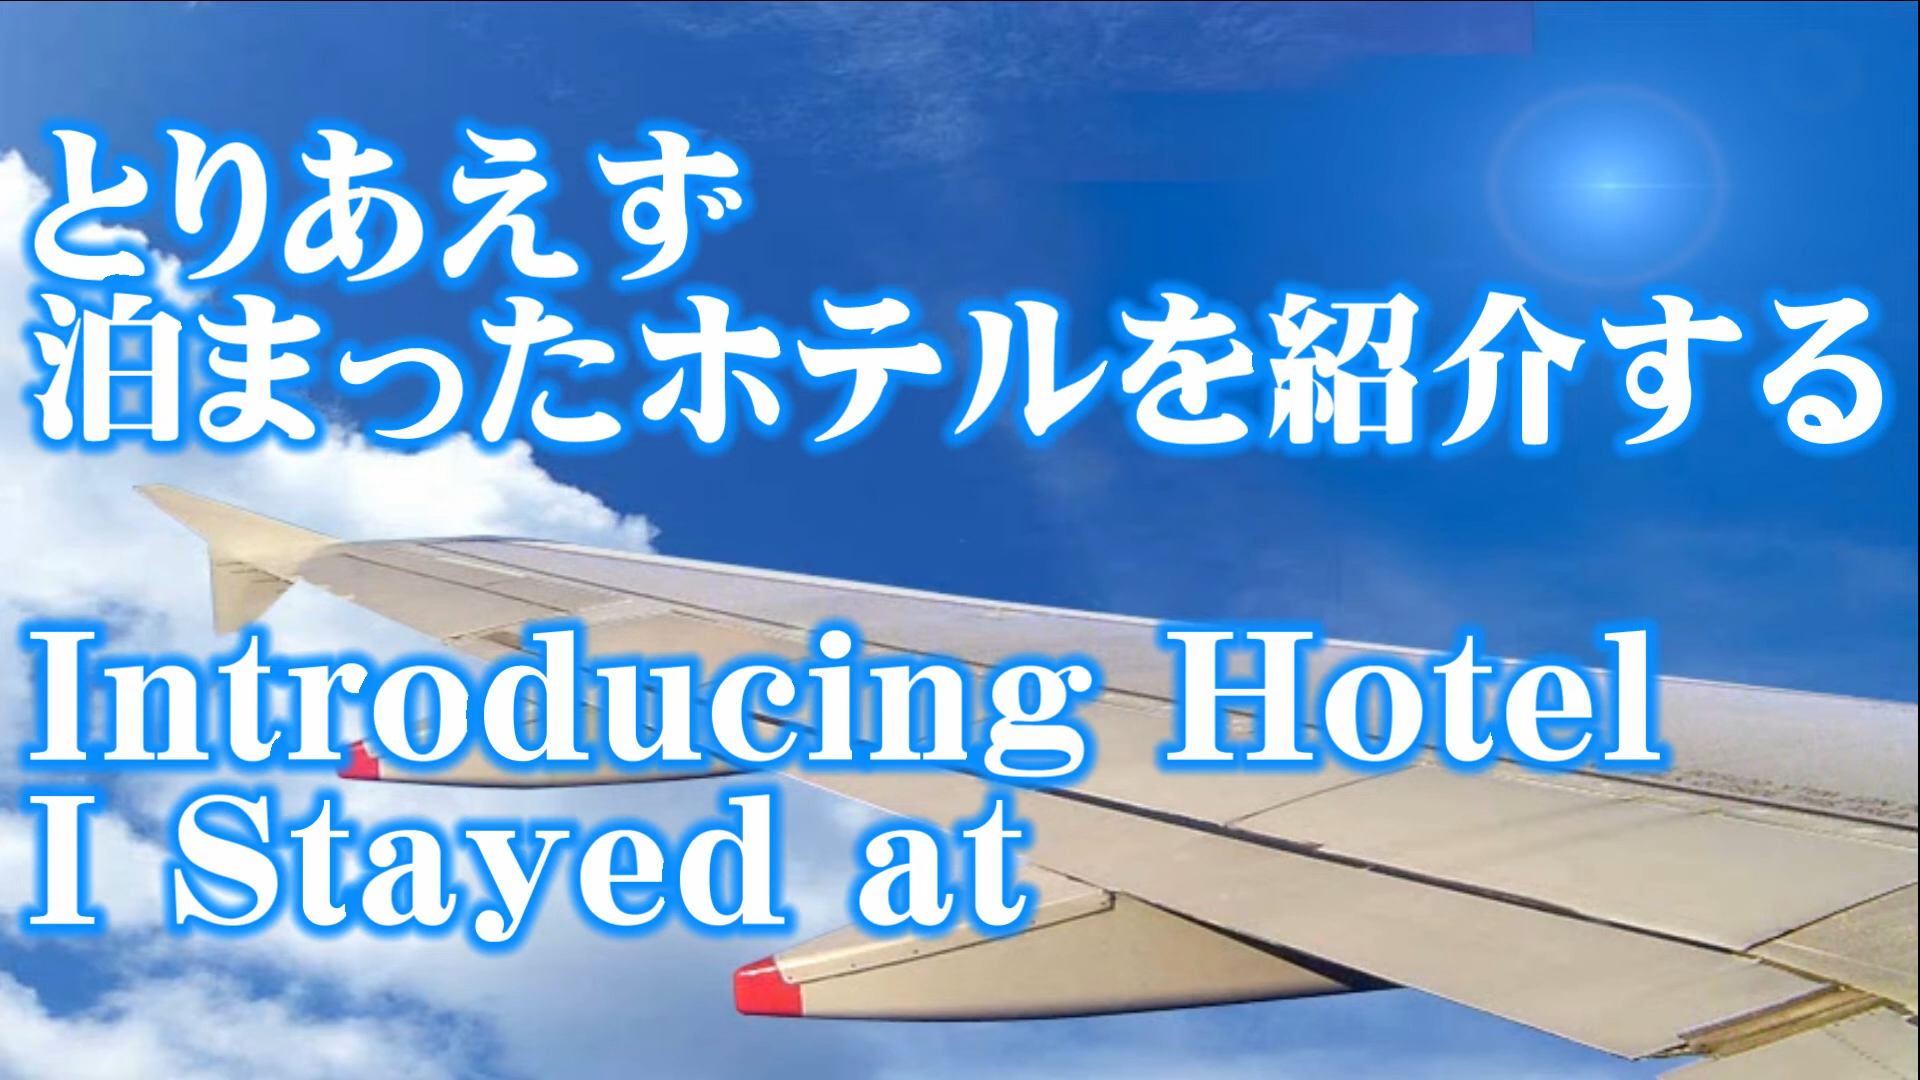 とりあえず
泊まったホテルを紹介する
Introducing Hotel
I Stayed at